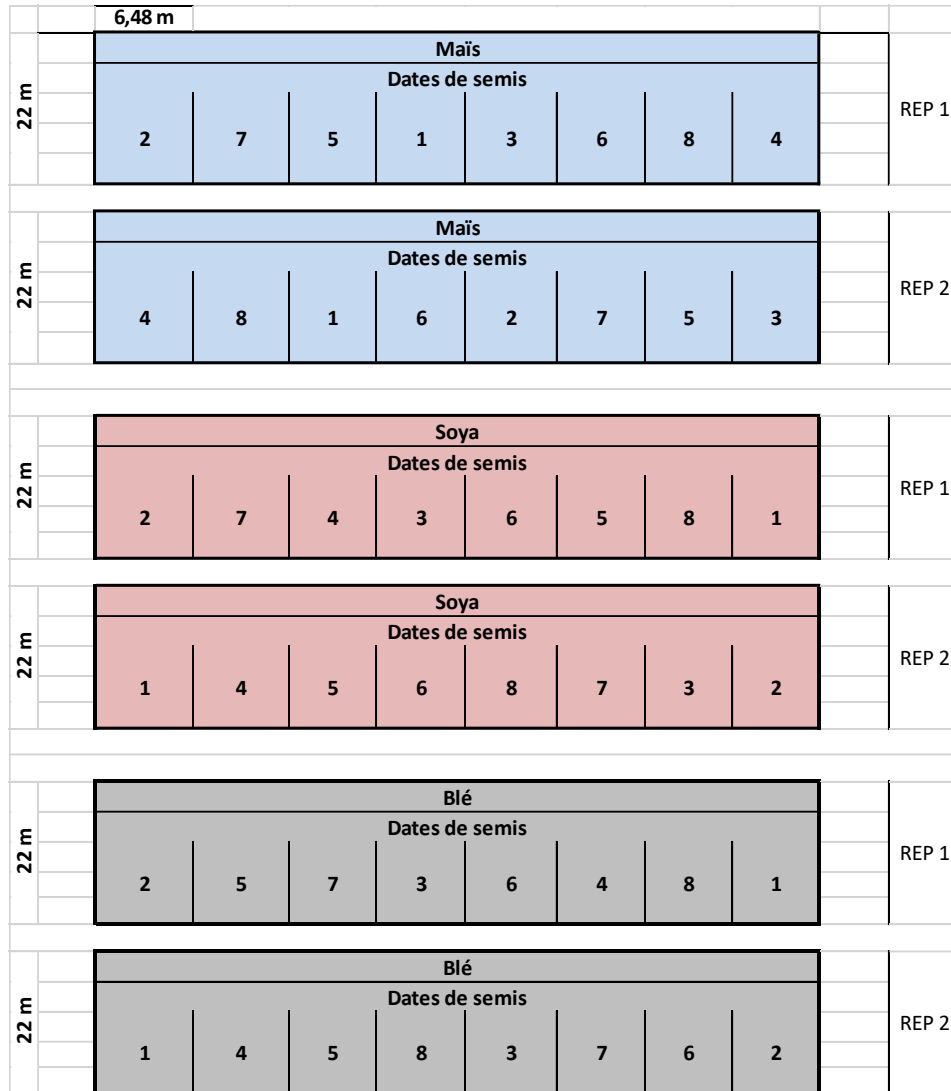 6,48 m
Maïs
Dates de semis
22 m
2 7 5 1 3 6 8 4
REP 1
Maïs
Dates de semis
22 m
4 8 1 6 2 7 5 3
REP 2
Soya
Dates de semis
22 m
2 7 4 3 6 5 8 1
REP 1
Soya
Dates de semis
22 m
1 4 5 6 8 7 3 2
REP 2
Blé
Dates de semis
22 m
2 5 7 3 6 4 8 1
REP 1
Blé
Dates de semis
22 m
1 4 5 8 3 7 6 2
REP 2